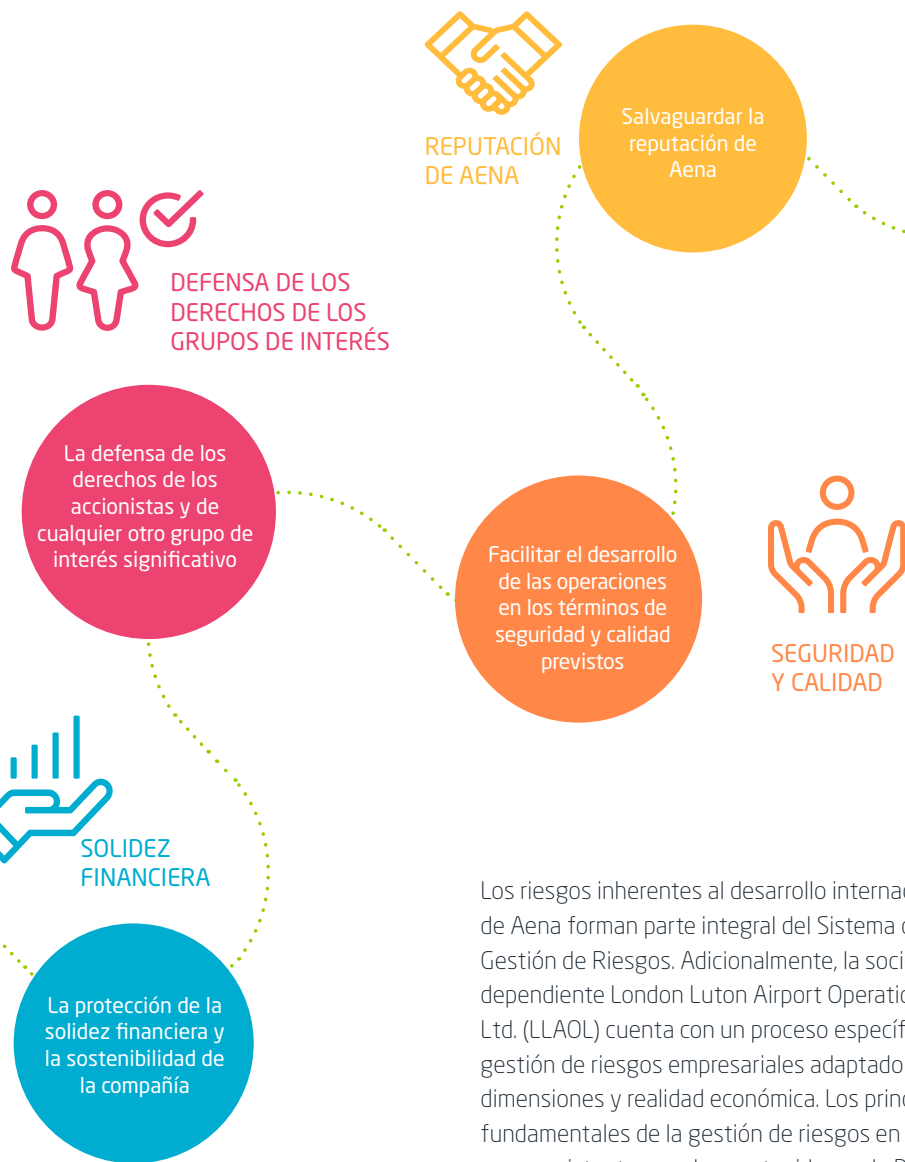 REPUTACIÓN
DE AENA
Salvaguardar la
reputación de
Aena
DEFENSA DE LOS
DERECHOS DE LOS
GRUPOS DE INTERÉS
La defensa de los
derechos de los
accionistas y de
cualquier otro grupo de
interés significativo
Facilitar el desarrollo
de las operaciones
en los términos de
seguridad y calidad
previstos
SEGURIDAD
Y CALIDAD
SOLIDEZ
FINANCIERA
La protección de la
solidez financiera y
la sostenibilidad de
la compañía
Los riesgos inherentes al desarrollo
de Aena forman parte integral del Sistema
Gestión de Riesgos. Adicionalmente, la
dependiente London Luton Airport
Ltd. (LLAOL) cuenta con un proceso
gestión de riesgos empresariales adaptado
dimensiones y realidad económica. Los
fundamentales de la gestión de riesgos en